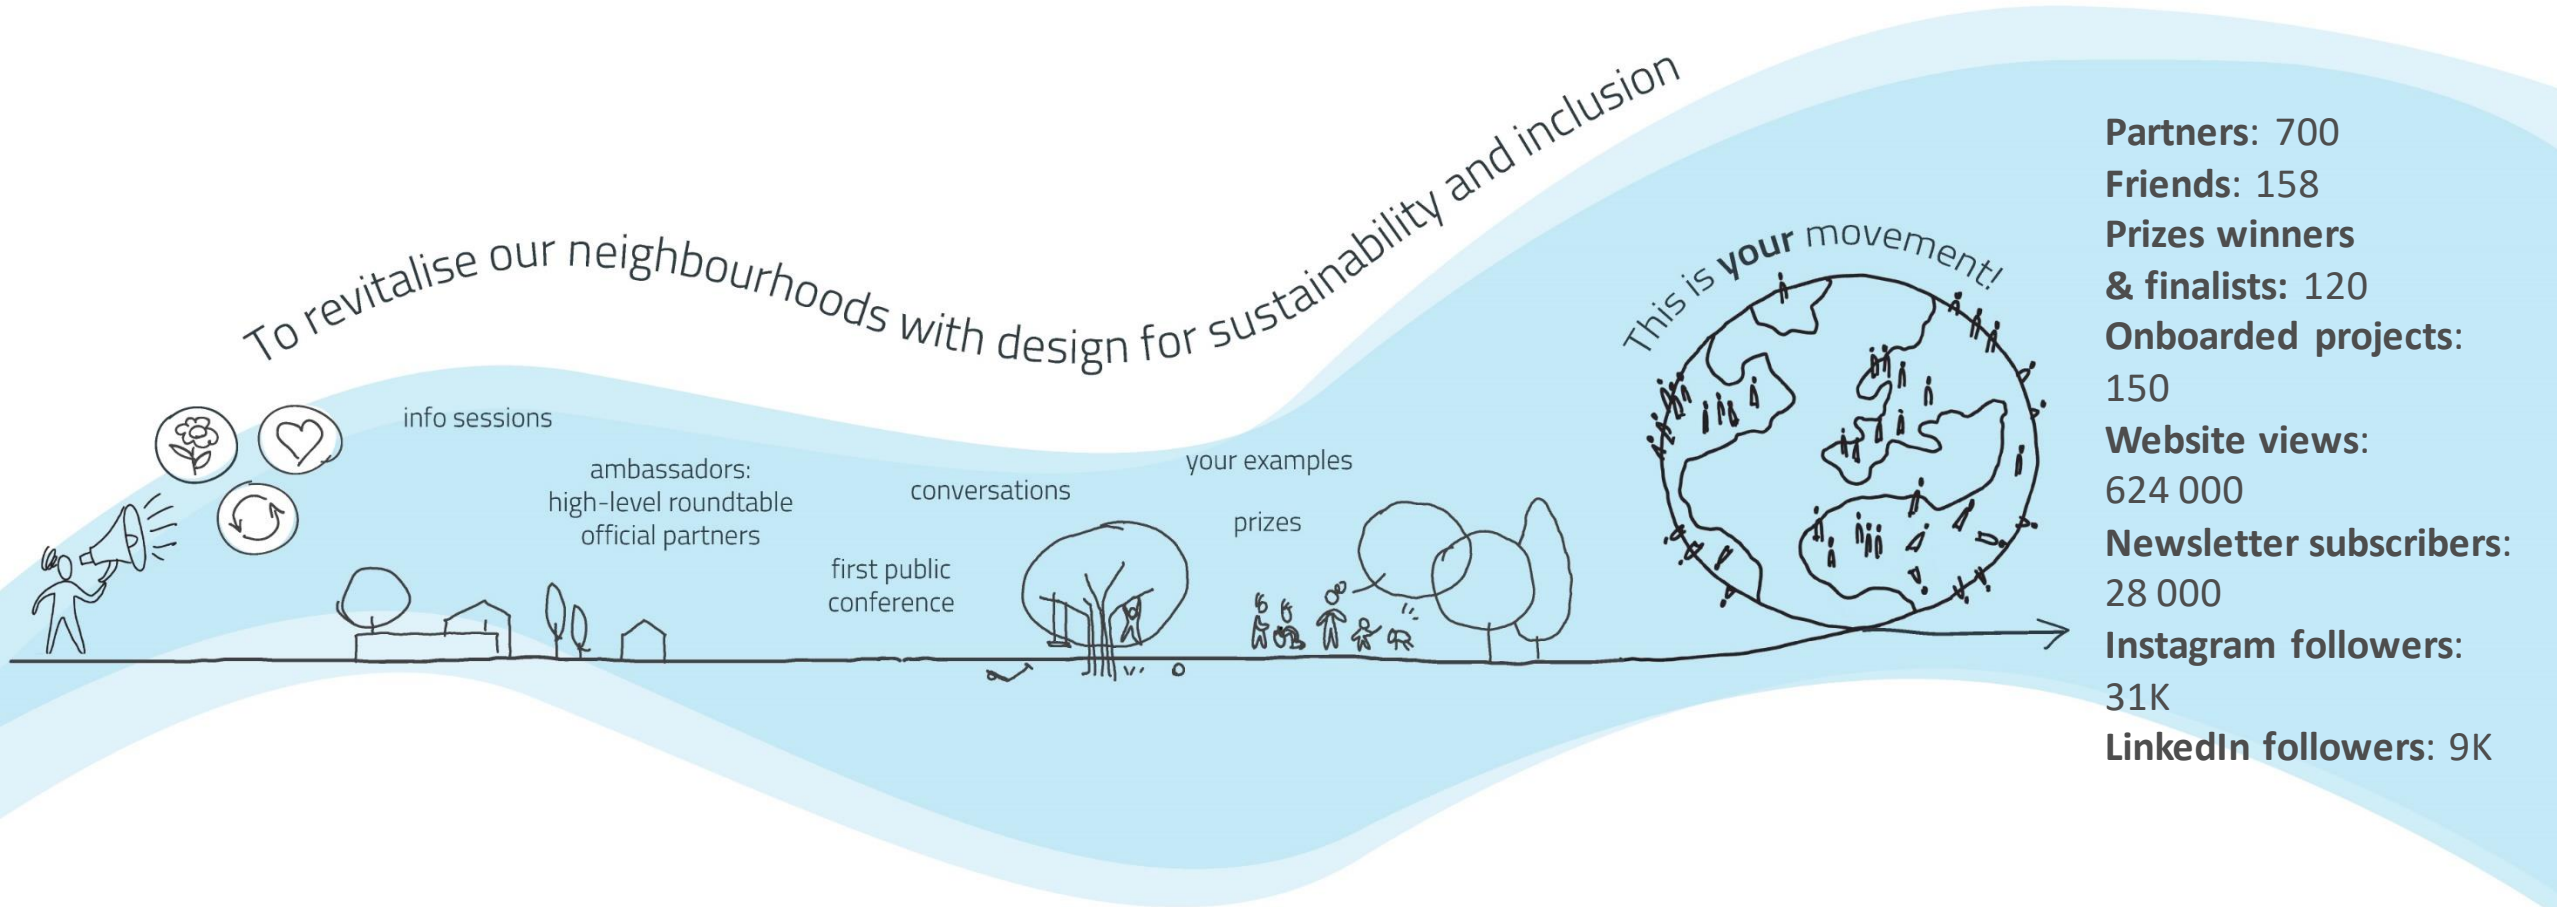 To revitalise our neighbourhoods with design for sustainability and inclusion
info sessions
ambassadors:
high-level roundtable
official partners
first public
conference
conversations
your examples
prizes
This is your movement!
Partners: 700
Friends: 158
Prizes winners
& finalists: 120
Onboarded projects:
150
Website views:
624 000
Newsletter subscribers:
28 000
Instagram followers:
31K
LinkedIn followers: 9K